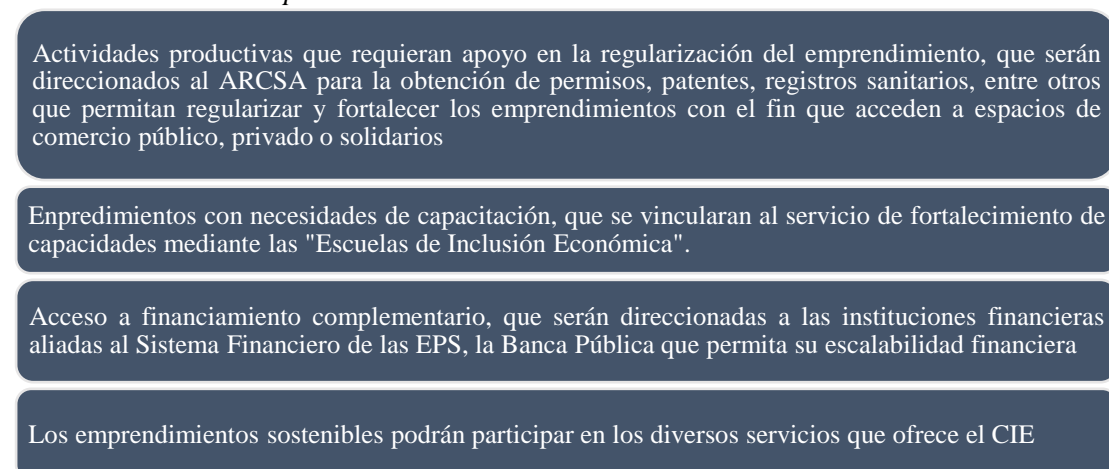 Actividades productivas que requieran apoyo en la regularización del emprendimiento, que serán
direccionados al ARCSA para la obtención de permisos, patentes, registros sanitarios, entre otros
que permitan regularizar y fortalecer los emprendimientos con el fin que acceden a espacios de
comercio público, privado o solidarios
Enpredimientos con necesidades de capacitación, que se vincularan al servicio de fortalecimiento de
capacidades mediante las "Escuelas de Inclusión Económica".
Acceso a financiamiento complementario, que serán direccionadas a las instituciones financieras
aliadas al Sistema Financiero de las EPS, la Banca Pública que permita su escalabilidad financiera
Los emprendimientos sostenibles podrán participar en los diversos servicios que ofrece el CIE